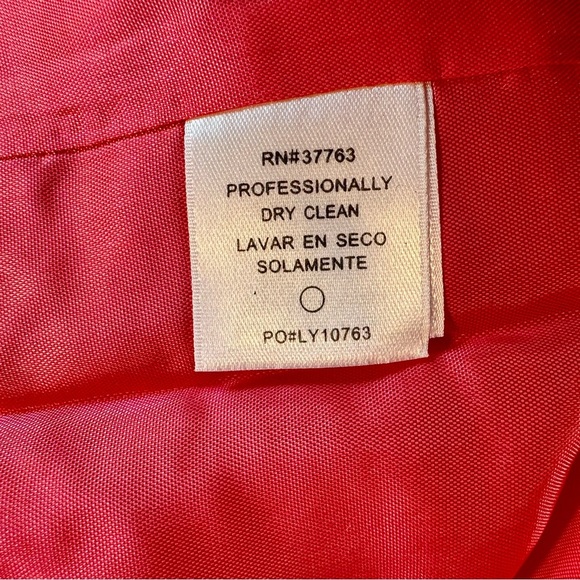 RN#37763
PROFESSIONALLY
DRY CLEAN
LAVAR EN SECO
SOLAMENTE
PO#LY10763